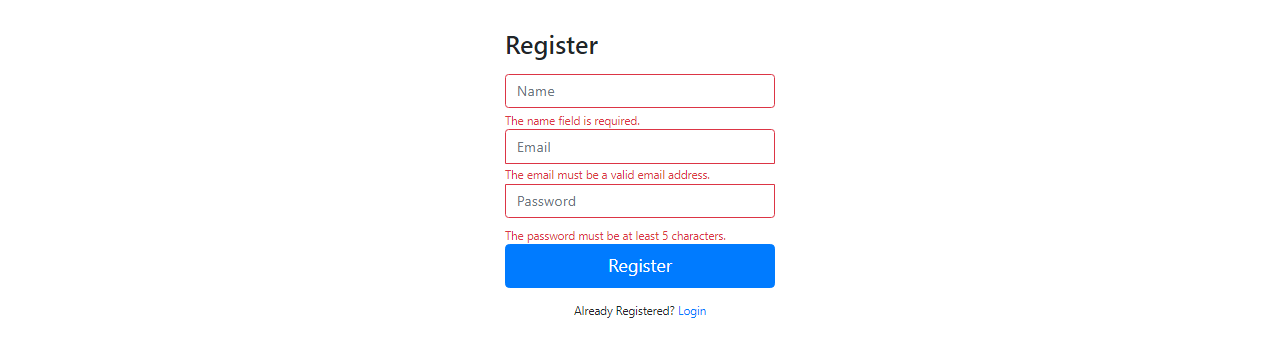 Register
Name
The name field is required.
Email
The email must be a valid email address.
Password
The password must be at least 5 characters.
Register
Already Registered? Login